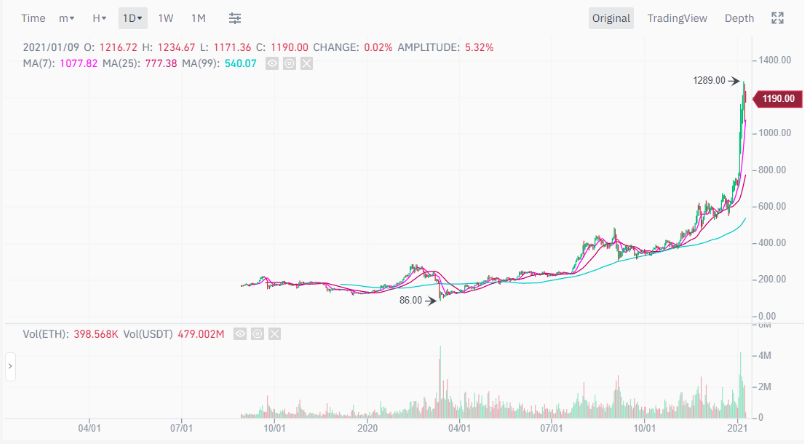 Time m▾ H▾ 1D▾ 1W 1M Original TradingView Depth
2021/01/09 O: 1216.72 H: 1234.67 L: 1171.36 C: 1190.00 CHANGE: 0.02% AMPLITUDE: 5.32%
MA(7): 1077.82 MA(25): 777.38 MA(99): 540.07
1400.00
1289.00
1190.00
1000.00
800.00
600.00
400.00
200.00
86.00
0.00
Vol(ETH): 398.568K Vol(USDT) 479.002M
6M
4M
2M
0
04/01 07/01 10/01 2020 04/01 07/01 10/01 2021